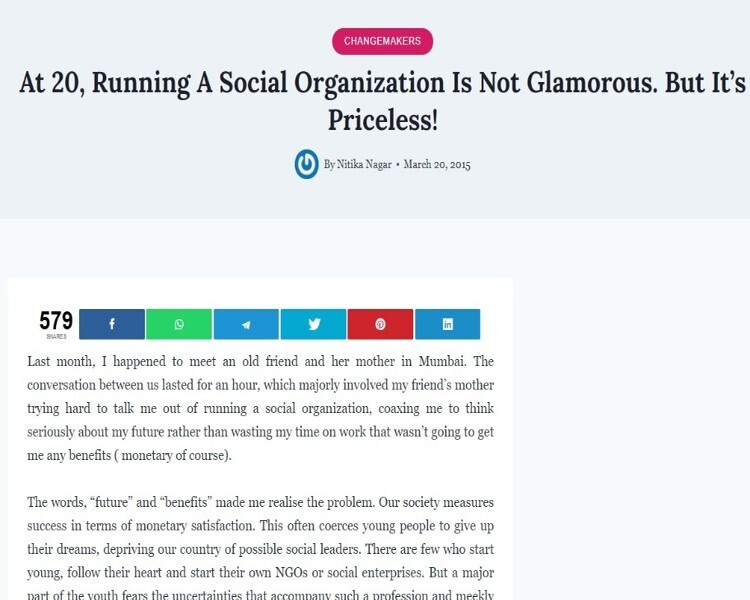 CHANGEMAKERS
At 20, Running A Social Organization Is Not Glamorous. But It's
Priceless!
By Nitika Nagar • March 20, 2015
579
SHARES
Last month, I happened to meet an old friend and her mother in Mumbai. The
conversation between us lasted for an hour, which majorly involved my friend's mother
trying hard to talk me out of running a social organization, coaxing me to think
seriously about my future rather than wasting my time on work that wasn't going to get
me any benefits ( monetary of course).
The words, “future” and “benefits” made me realise the problem. Our society measures
success in terms of monetary satisfaction. This often coerces young people to give up
their dreams, depriving our country of possible social leaders. There are few who start
young, follow their heart and start their own NGOs or social enterprises. But a major
part of the youth fears the uncertainties that accompany such a profession and meekly